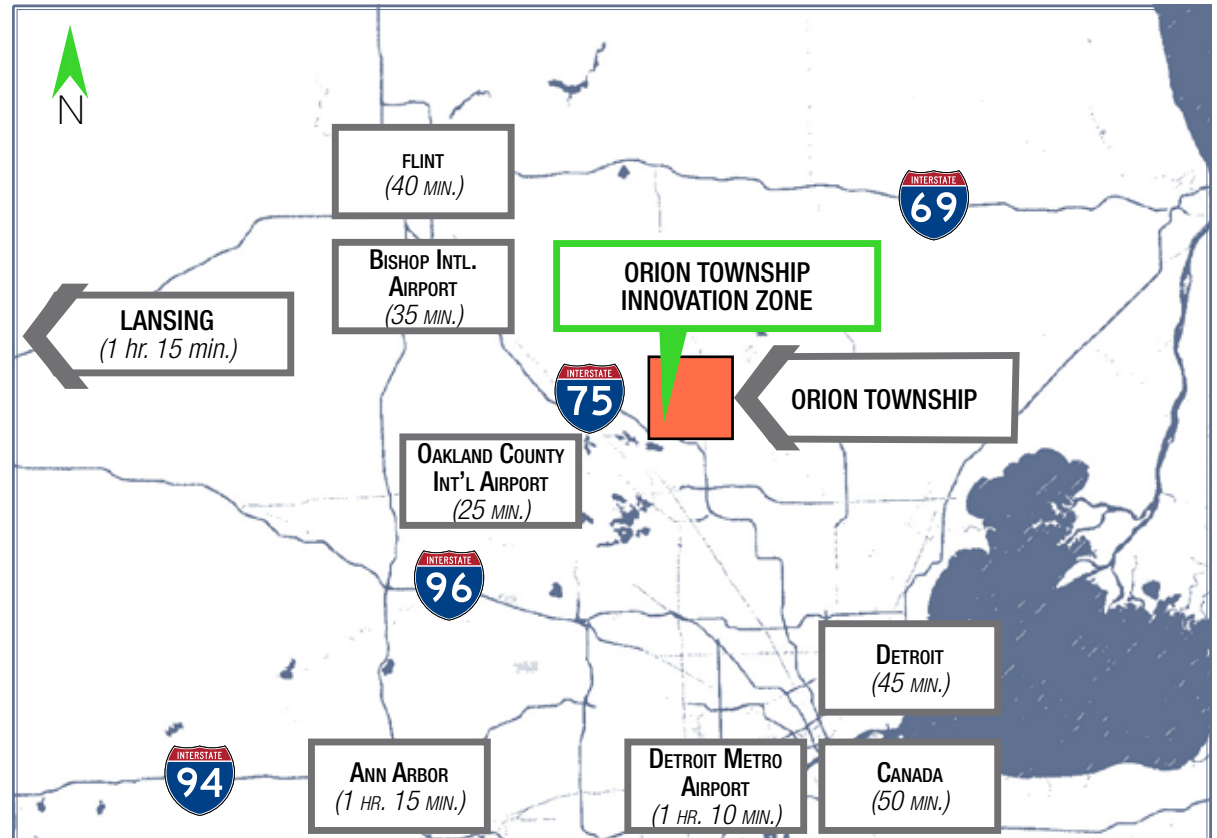 N
FLINT
(40 MIN.)
INTERSTATE
69
BISHOP INTL.
AIRPORT
(35 MIN.)
ORION TOWNSHIP
INNOVATION ZONE
LANSING
(1 hr. 15 min.)
INTERSTATE
75
ORION TOWNSHIP
OAKLAND COUNTY
INT'L AIRPORT
(25 MIN.)
INTERSTATE
96
DETROIT
(45 MIN.)
INTERSTATE
94
ANN ARBOR
(1 HR. 15 MIN.)
DETROIT METRO
AIRPORT
(1 HR. 10 MIN.)
CANADA
(50 MIN.)